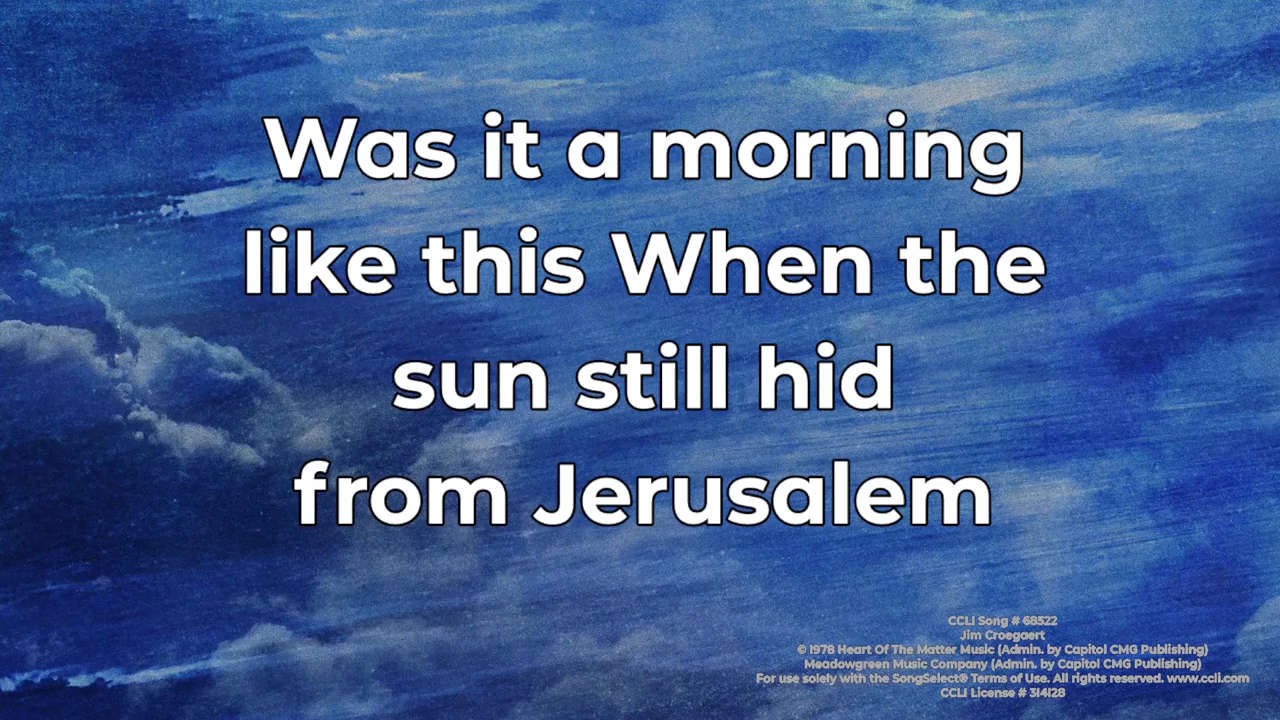 Was it a morning
like this When the
sun still hid
from Jerusalem
CCLI Song # 68522
Jim Croegaert
© 1978 Heart Of The Matter Music (Admin. by Capitol CMG Publishing)
Meadowgreen Music Company (Admin. by Capitol CMG Publishing)
For use solely with the SongSelect® Terms of Use. All rights reserved. www.ccli.com
CCLI License # 314128